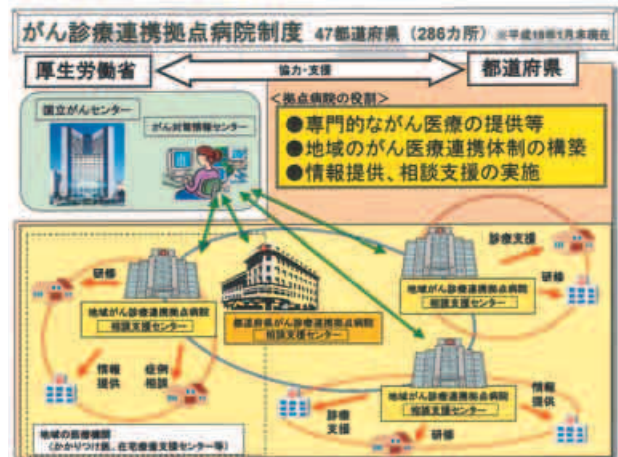 がん診療連携拠点病院制度 47都道府県（286カ所）※平成19年1月末現在
厚生労働省
協力・支援
都道府県
国立がんセンター
がん対策情報センター
＜拠点病院の役割＞
●専門的ながん医療の提供等
●地域のがん医療連携体制の構築
●情報提供、相談支援の実施
研修
地域がん診療連携拠点病院
相談支援センター
情報
提供
症例
相談
都道府県がん診療連携拠点病院
相談支援センター
診療支援
研修
地域がん診療連携拠点病院
相談支援センター
地域がん診療連携拠点病院
相談支援センター
診療
支援
研修
情報
提供
地域の医療機関
（かかりつけ医、在宅療養支援センター等）